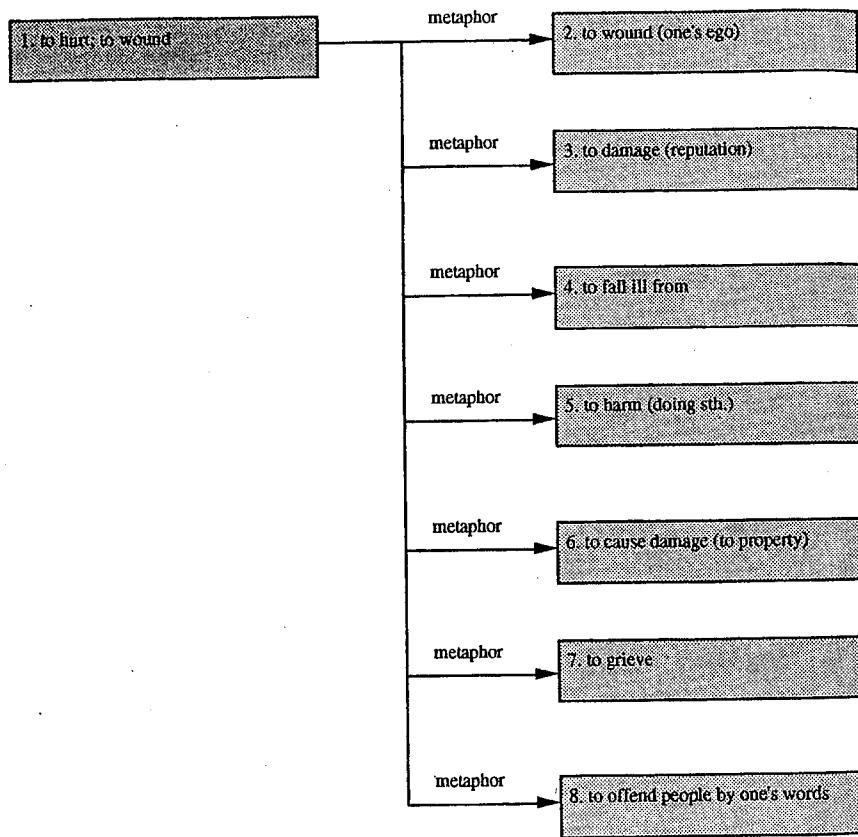 metaphor
1. to hurt; to wound
2. to wound (one's ego)
metaphor
3. to damage (reputation)
metaphor
4. to fall ill from
metaphor
5. to harm (doing sth.)
metaphor
6. to cause damage (to property)
metaphor
7. to grieve
metaphor
8. to offend people by one's words